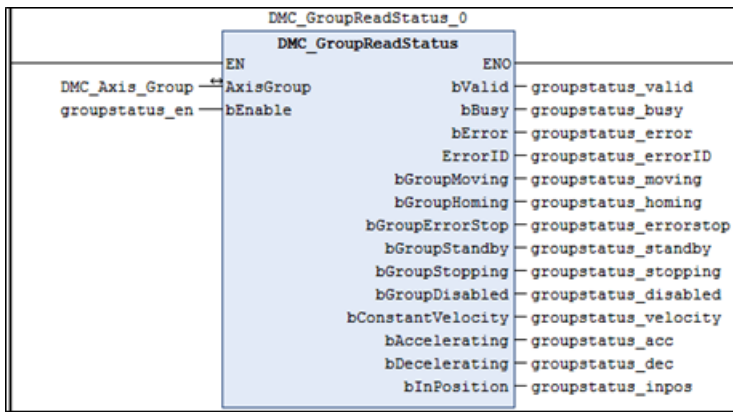 DMC_GroupReadStatus_0
DMC_GroupReadStatus
EN ENO
DMC_Axis_Group AxisGroup bValid groupstatus_valid
groupstatus_en bEnable bBusy groupstatus_busy
bError groupstatus_error
ErrorID groupstatus_errorID
bGroupMoving groupstatus_moving
bGroupHoming groupstatus_homing
bGroupErrorStop groupstatus_errorstop
bGroupStandby groupstatus_standby
bGroupStopping groupstatus_stopping
bGroupDisabled groupstatus_disabled
bConstantVelocity groupstatus_velocity
bAccelerating groupstatus_acc
bDecelerating groupstatus_dec
bInPosition groupstatus_inpos